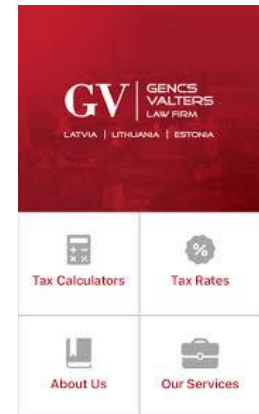 GV
GENCS
VALTERS
LAW FIRM
LATVIA | LITHUANIA | ESTONIA
%
Tax Calculators
Tax Rates
About Us
Our Services